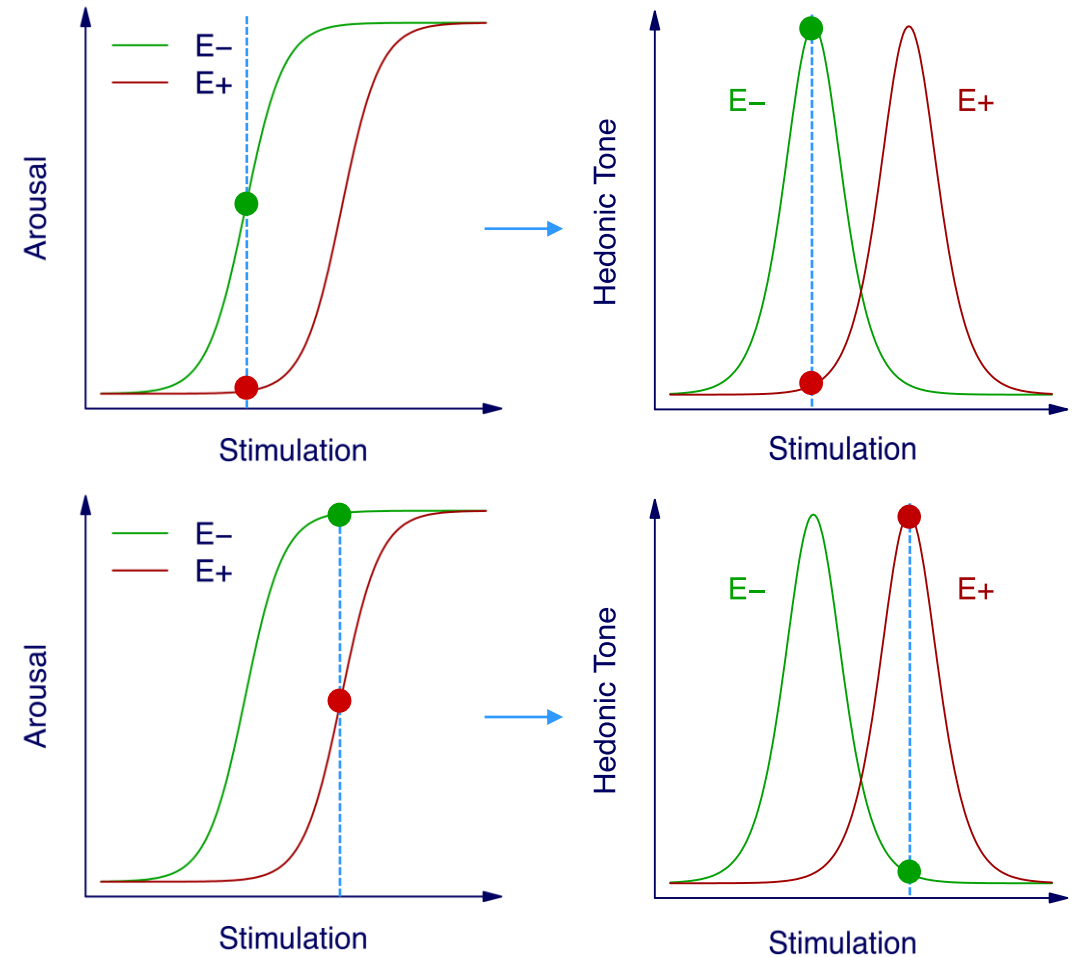 E–
E+
Arousal
Stimulation
E–
E+
Hedonic Tone
Stimulation
E–
E+
Arousal
Stimulation
E–
E+
Hedonic Tone
Stimulation